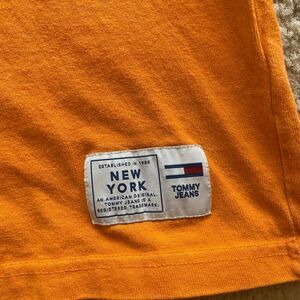 ESTABLISHED IN 1985
NEW
YORK
AN AMERICAN ORIGINAL.
TOMMY JEANS IS A
REGISTERED TRADEMARK.
TOMMY
JEANS